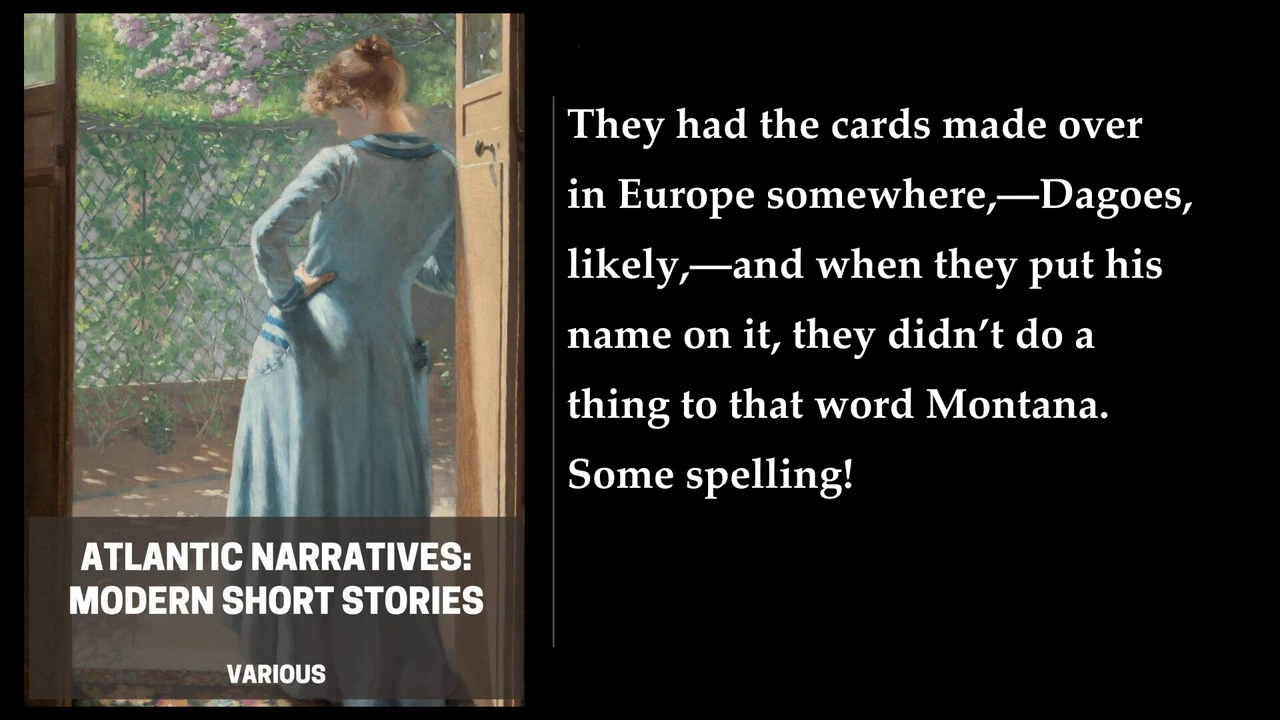 They had the cards made over
in Europe somewhere,—Dagoes,
likely,—and when they put his
name on it, they didn’t do a
thing to that word Montana.
Some spelling!
ATLANTIC NARRATIVES:
MODERN SHORT STORIES
VARIOUS